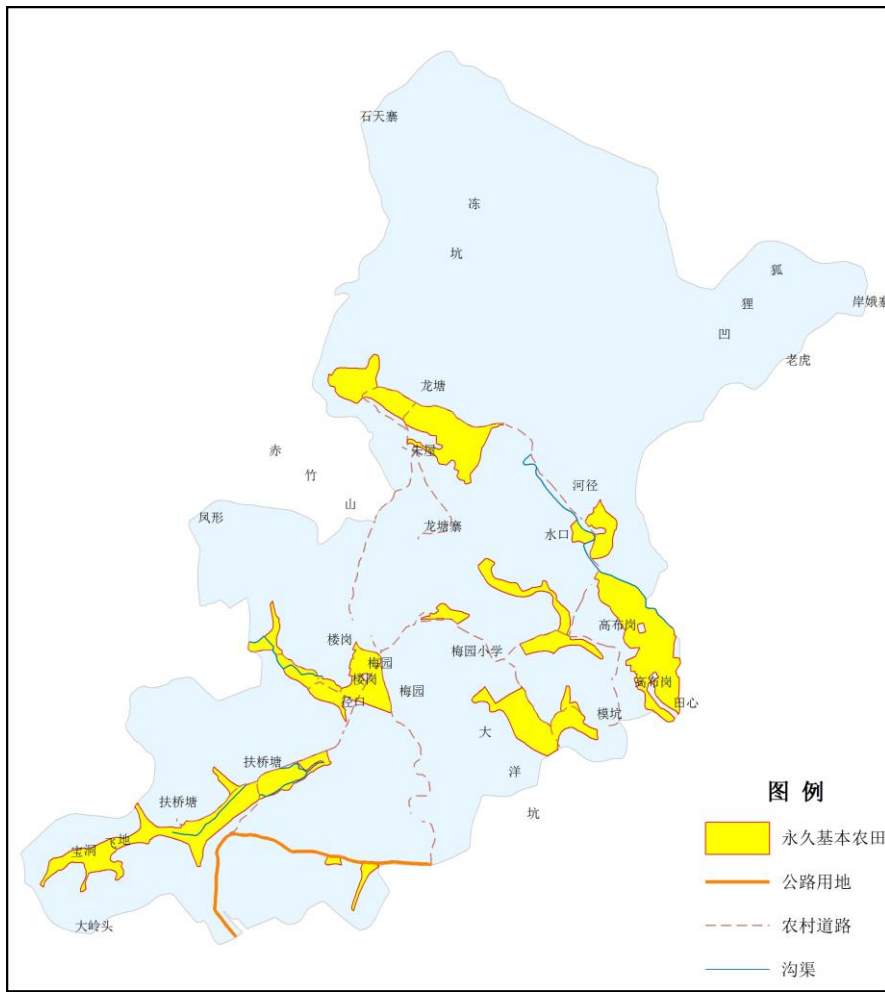 石天寨
冻
坑
狐
狸
凹
岸娥寨
老虎
龙塘
朱屋
赤
竹
山
凤形
龙塘寨
河径
水口
高布岗
楼岗
梅园
楼岗
梅园小学
高布岗
径白
梅园
田心
模坑
大
洋
坑
扶桥塘
扶桥塘
宝洞
飞地
大岭头
图 例
永久基本农田
公路用地
农村道路
沟渠